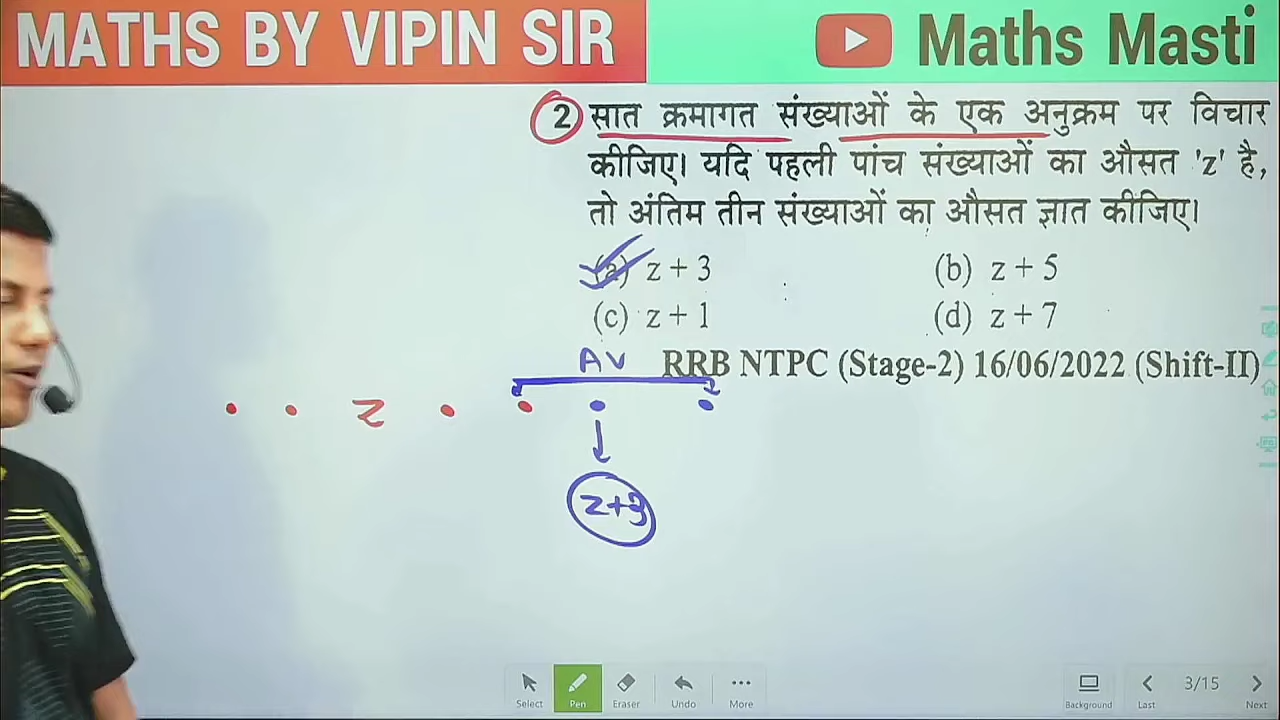 MATHS BY VIPIN SIR
Maths Masti
2 सात क्रमागत संख्याओं के एक अनुक्रम पर विचार
कीजिए। यदि पहली पांच संख्याओं का औसत 'z' है,
तो अंतिम तीन संख्याओं का औसत ज्ञात कीजिए।
(a) z + 3 (b) z + 5
(c) z + 1 (d) z + 7
AV RRB NTPC (Stage-2) 16/06/2022 (Shift-II)
z
z+3
Select Pen Eraser Undo More Background Last 3/15 Next